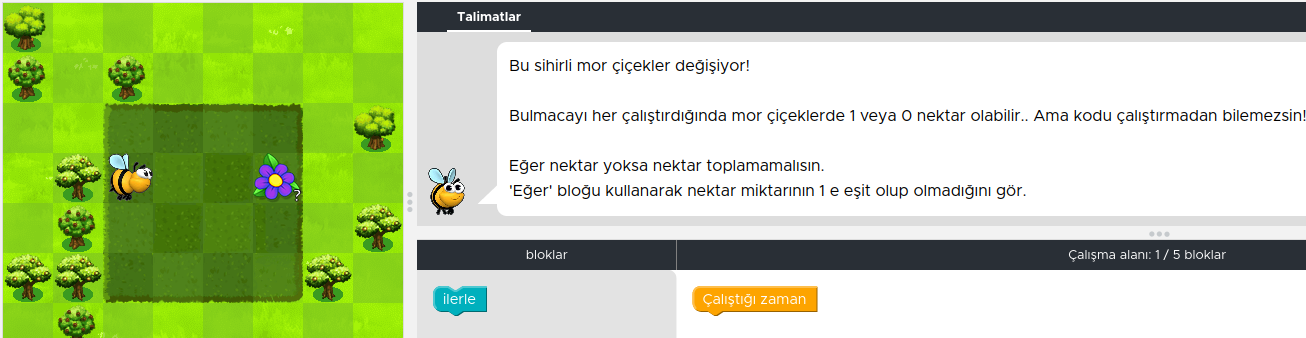 Talimatlar
Bu sihirli mor çiçekler değişiyor!
Bulmacayı her çalıştırdığında mor çiçeklerde 1 veya 0 nektar olabilir.. Ama kodu çalıştırmadan bilemezsin!
Eğer nektar yoksa nektar toplamamalısın.
'Eğer' bloğu kullanarak nektar miktarının 1 e eşit olup olmadığını gör.
?
bloklar
Çalışma alanı: 1 / 5 bloklar
ilerle
Çalıştığı zaman